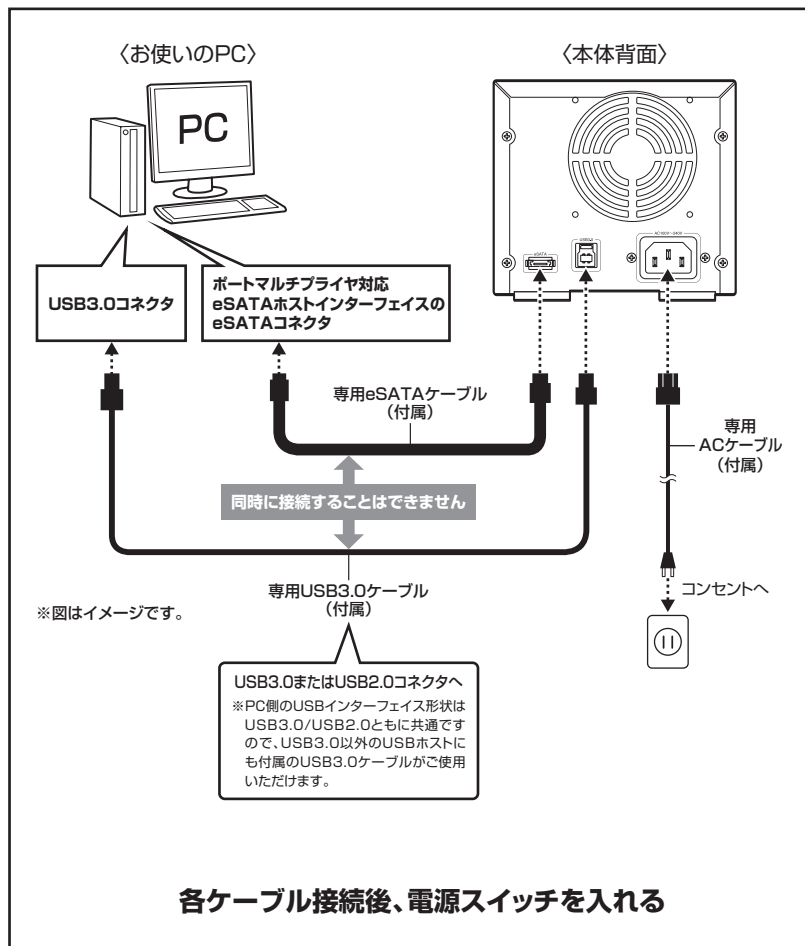 〈お使いのPC〉
〈本体背面〉
PC
eSATA
USB3.0
AC100V~240V
USB3.0コネクタ
ポートマルチプライヤ対応
eSATAホストインターフェイスの
eSATAコネクタ
専用eSATAケーブル
（付属）
専用
ACケーブル
（付属）
同時に接続することはできません
専用USB3.0ケーブル
（付属）
コンセントへ
※図はイメージです。
USB3.0またはUSB2.0コネクタへ
※PC側のUSBインターフェイス形状は
USB3.0/USB2.0ともに共通です
ので、USB3.0以外のUSBホストに
も付属のUSB3.0ケーブルがご使用
いただけます。
各ケーブル接続後、電源スイッチを入れる